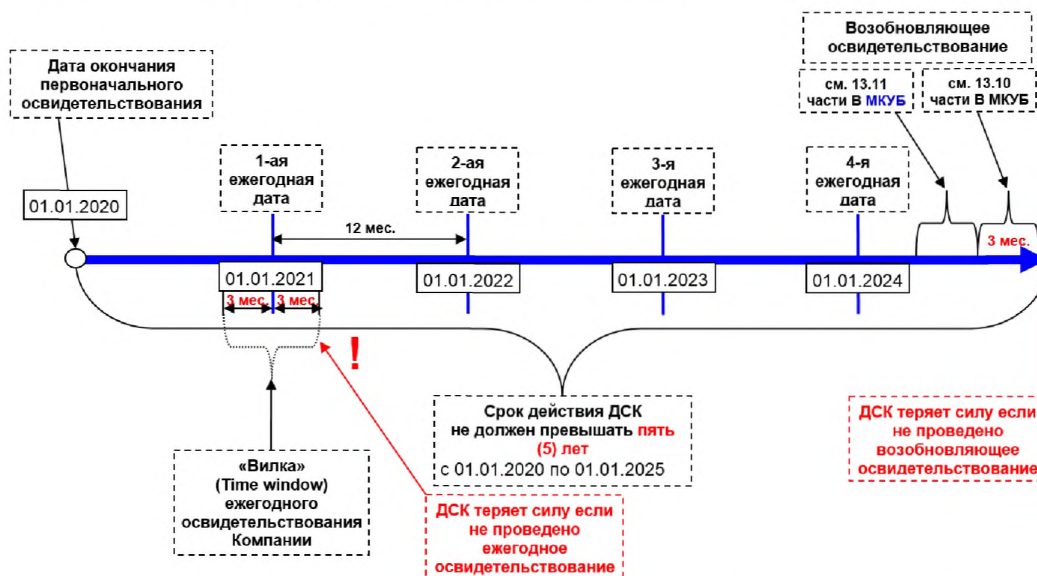 Возобновляющее
освидетельствование
Дата окончания
первоначального
освидетельствования
см. 13.11
части В МКУБ
см. 13.10
части В МКУБ
1-ая
ежегодная
дата
2-ая
ежегодная
дата
3-я
ежегодная
дата
4-я
ежегодная
дата
01.01.2020
12 мес.
3 мес.
01.01.2021
01.01.2022
01.01.2023
01.01.2024
3 мес.
3 мес.
!
Срок действия ДСК
не должен превышать пять
(5) лет
с 01.01.2020 по 01.01.2025
ДСК теряет силу если
не проведено
возобновляющее
освидетельствование
«Вилка»
(Time window)
ежегодного
освидетельствования
Компании
ДСК теряет силу если
не проведено
ежегодное
освидетельствование